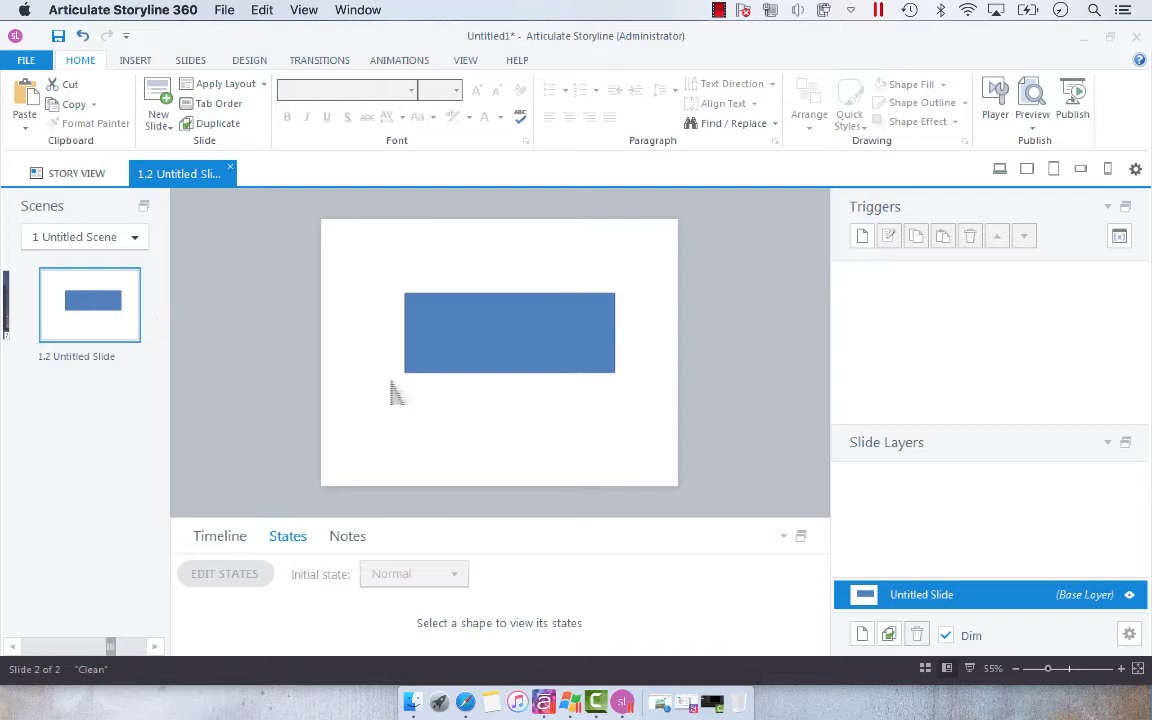 Articulate Storyline 360 File Edit View Window
Untitled1* - Articulate Storyline (Administrator)
FILE HOME INSERT SLIDES DESIGN TRANSITIONS ANIMATIONS VIEW HELP
Paste
Cut
Copy
Format Painter
Clipboard
New Slide
Apply Layout
Tab Order
Duplicate
Slide
B I U S abc AV Aa A
Font
Text Direction
Align Text
Find / Replace
Paragraph
Arrange
Quick Styles
Shape Fill
Shape Outline
Shape Effect
Drawing
Player
Preview
Publish
Publish
STORY VIEW
1.2 Untitled Sli...
Scenes
1 Untitled Scene
1.2 Untitled Slide
Timeline States Notes
EDIT STATES Initial state: Normal
Select a shape to view its states
Triggers
Slide Layers
Untitled Slide (Base Layer)
Dim
Slide 2 of 2 "Clean" 55%